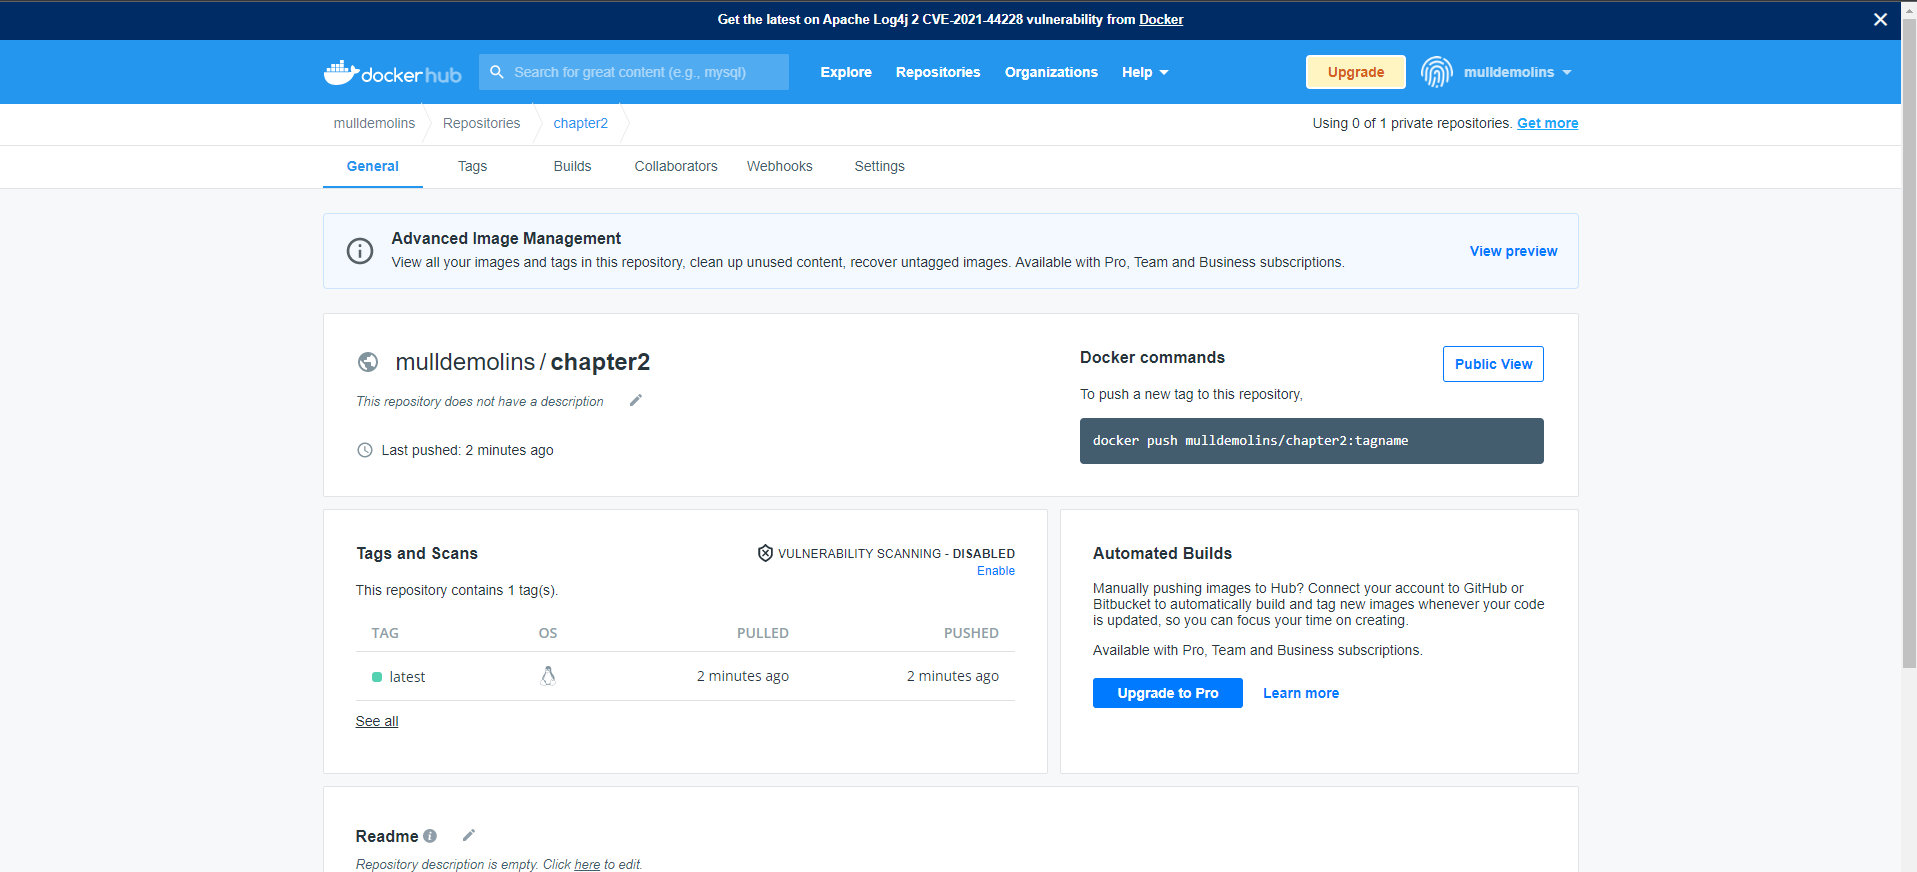 Get the latest on Apache Log4j 2 CVE-2021-44228 vulnerability from Docker
dockerhub
Search for great content (e.g., mysql)
Explore
Repositories
Organizations
Help
Upgrade
mulldemolins
mulldemolins
Repositories
chapter2
Using 0 of 1 private repositories. Get more
General
Tags
Builds
Collaborators
Webhooks
Settings
Advanced Image Management
View all your images and tags in this repository, clean up unused content, recover untagged images. Available with Pro, Team and Business subscriptions.
View preview
mulldemolins / chapter2
This repository does not have a description
Last pushed: 2 minutes ago
Docker commands
Public View
To push a new tag to this repository,
docker push mulldemolins/chapter2:tagname
Tags and Scans
VULNERABILITY SCANNING - DISABLED
Enable
This repository contains 1 tag(s).
TAG OS PULLED PUSHED
latest 2 minutes ago 2 minutes ago
See all
Automated Builds
Manually pushing images to Hub? Connect your account to GitHub or
Bitbucket to automatically build and tag new images whenever your code
is updated, so you can focus your time on creating.
Available with Pro, Team and Business subscriptions.
Upgrade to Pro
Learn more
Readme
Repository description is empty. Click here to edit.